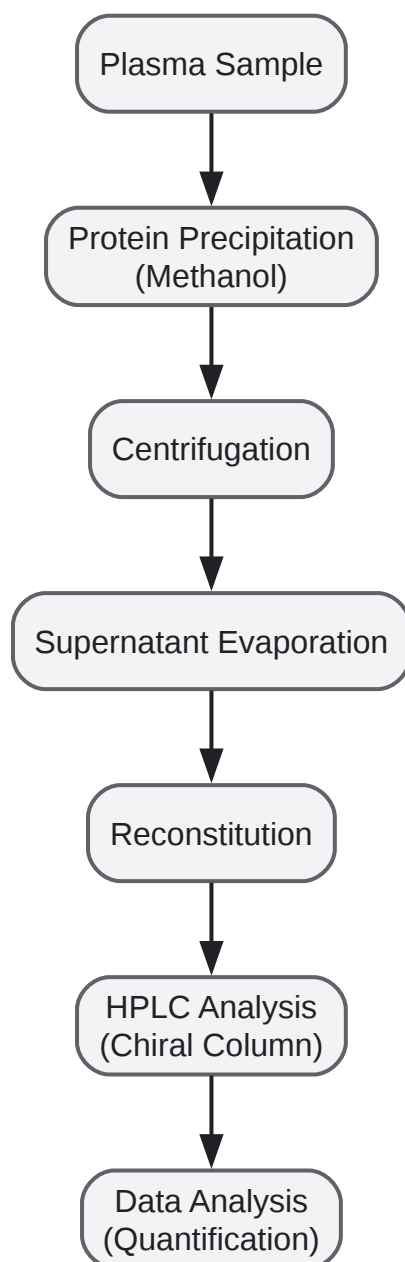 Plasma Sample
Protein Precipitation
(Methanol)
Centrifugation
Supernatant Evaporation
Reconstitution
HPLC Analysis
(Chiral Column)
Data Analysis
(Quantification)